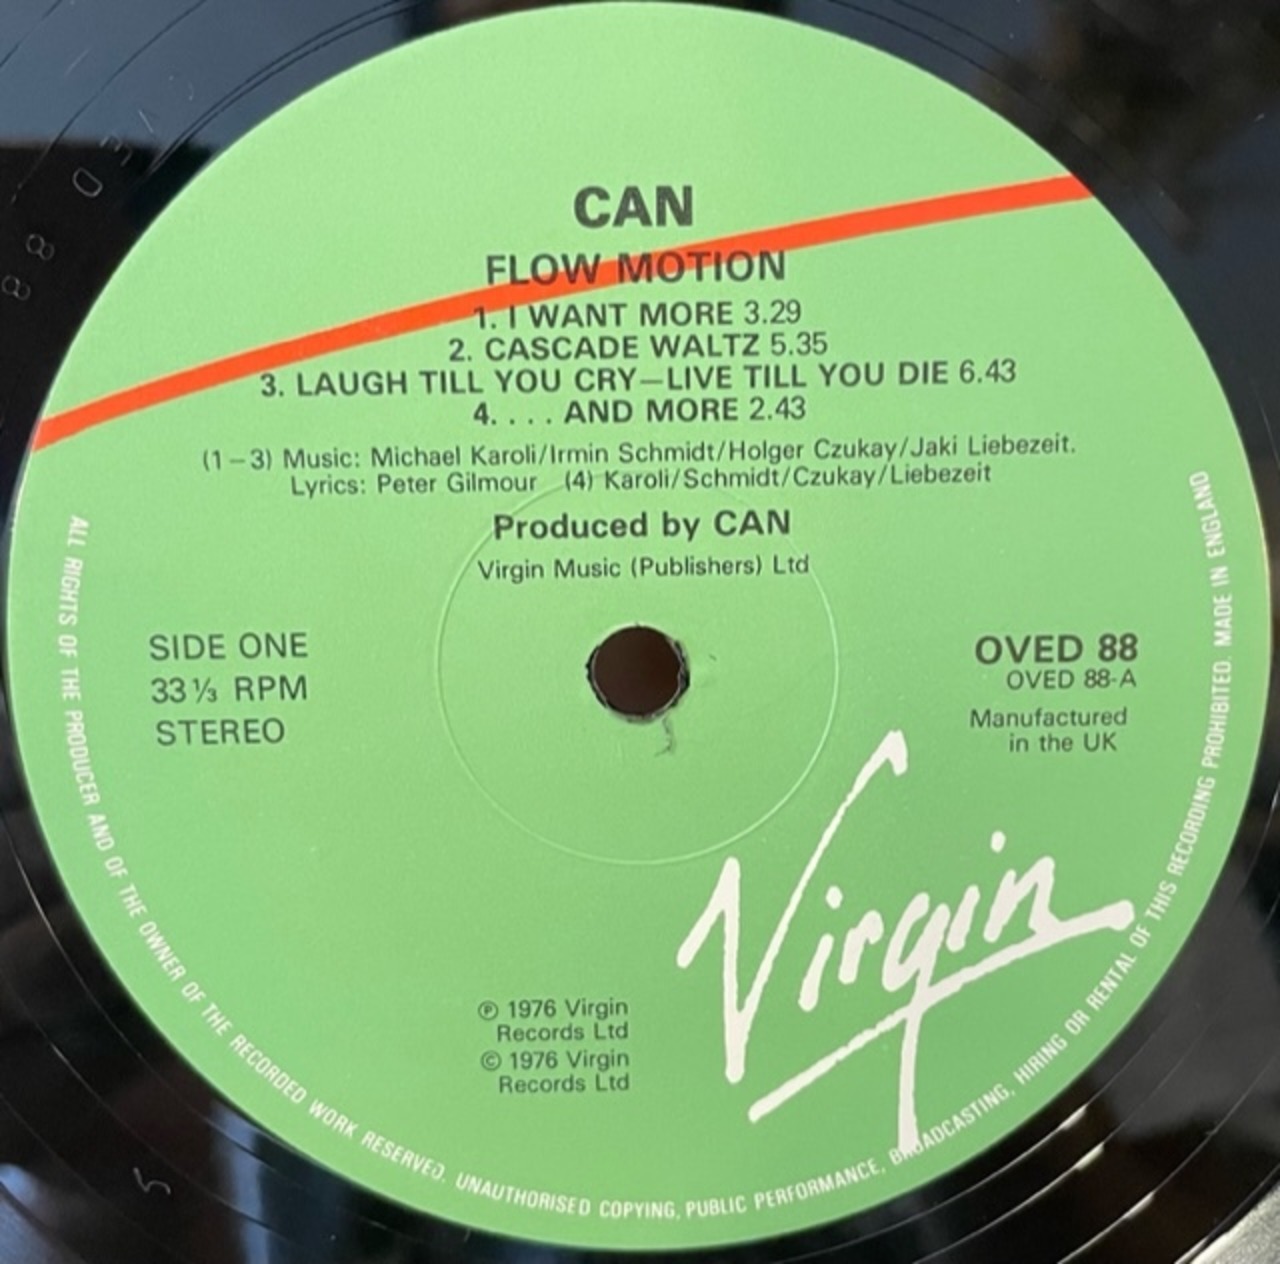 CAN
FLOW MOTION
1. I WANT MORE 3.29
2. CASCADE WALTZ 5.35
3. LAUGH TILL YOU CRY—LIVE TILL YOU DIE 6.43
4. . . . AND MORE 2.43
(1–3) Music: Michael Karoli/Irmin Schmidt/Holger Czukay/Jaki Liebezeit.
Lyrics: Peter Gilmour (4) Karoli/Schmidt/Czukay/Liebezeit
Produced by CAN
Virgin Music (Publishers) Ltd
SIDE ONE
33⅓ RPM
STEREO
OVED 88
OVED 88-A
Manufactured
in the UK
Virgin
℗ 1976 Virgin
Records Ltd
© 1976 Virgin
Records Ltd
ALL RIGHTS OF THE PRODUCER AND OF THE OWNER OF THE RECORDED WORK RESERVED. UNAUTHORISED COPYING, PUBLIC PERFORMANCE, BROADCASTING, HIRING OR RENTAL OF THIS RECORDING PROHIBITED. MADE IN ENGLAND